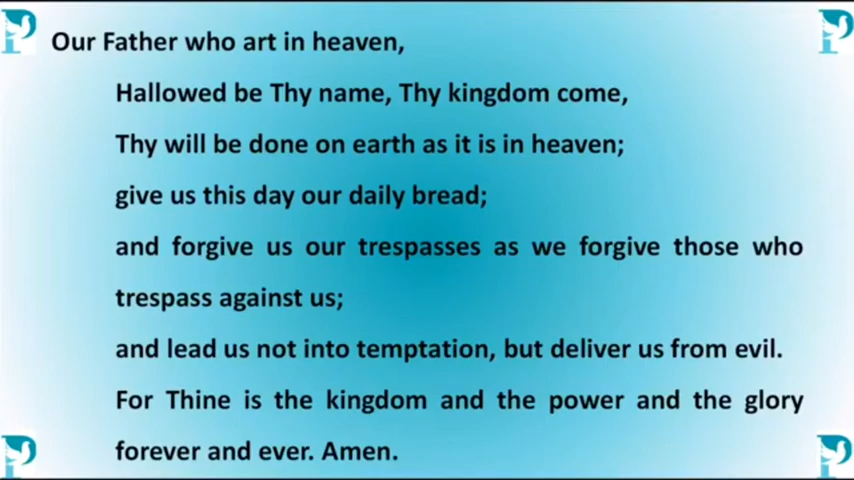 Our Father who art in heaven,
Hallowed be Thy name, Thy kingdom come,
Thy will be done on earth as it is in heaven;
give us this day our daily bread;
and forgive us our trespasses as we forgive those who
trespass against us;
and lead us not into temptation, but deliver us from evil.
For Thine is the kingdom and the power and the glory
forever and ever. Amen.